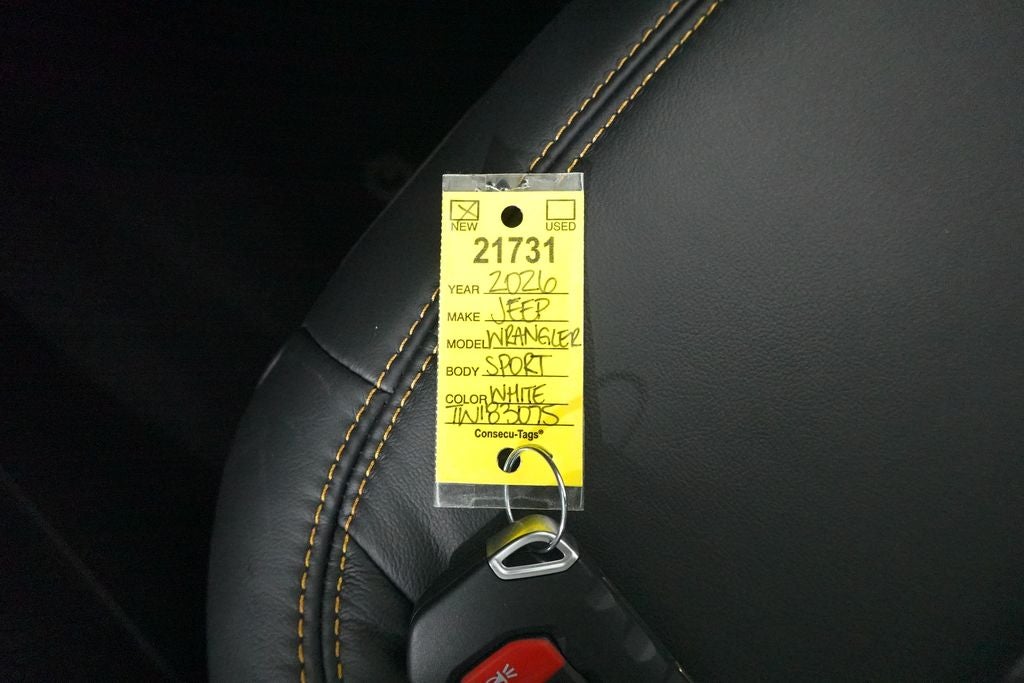 NEW USED
21731
YEAR 2026
MAKE JEEP
MODEL WRANGLER
BODY SPORT
COLOR WHITE
TW183075
Consecu-Tags®